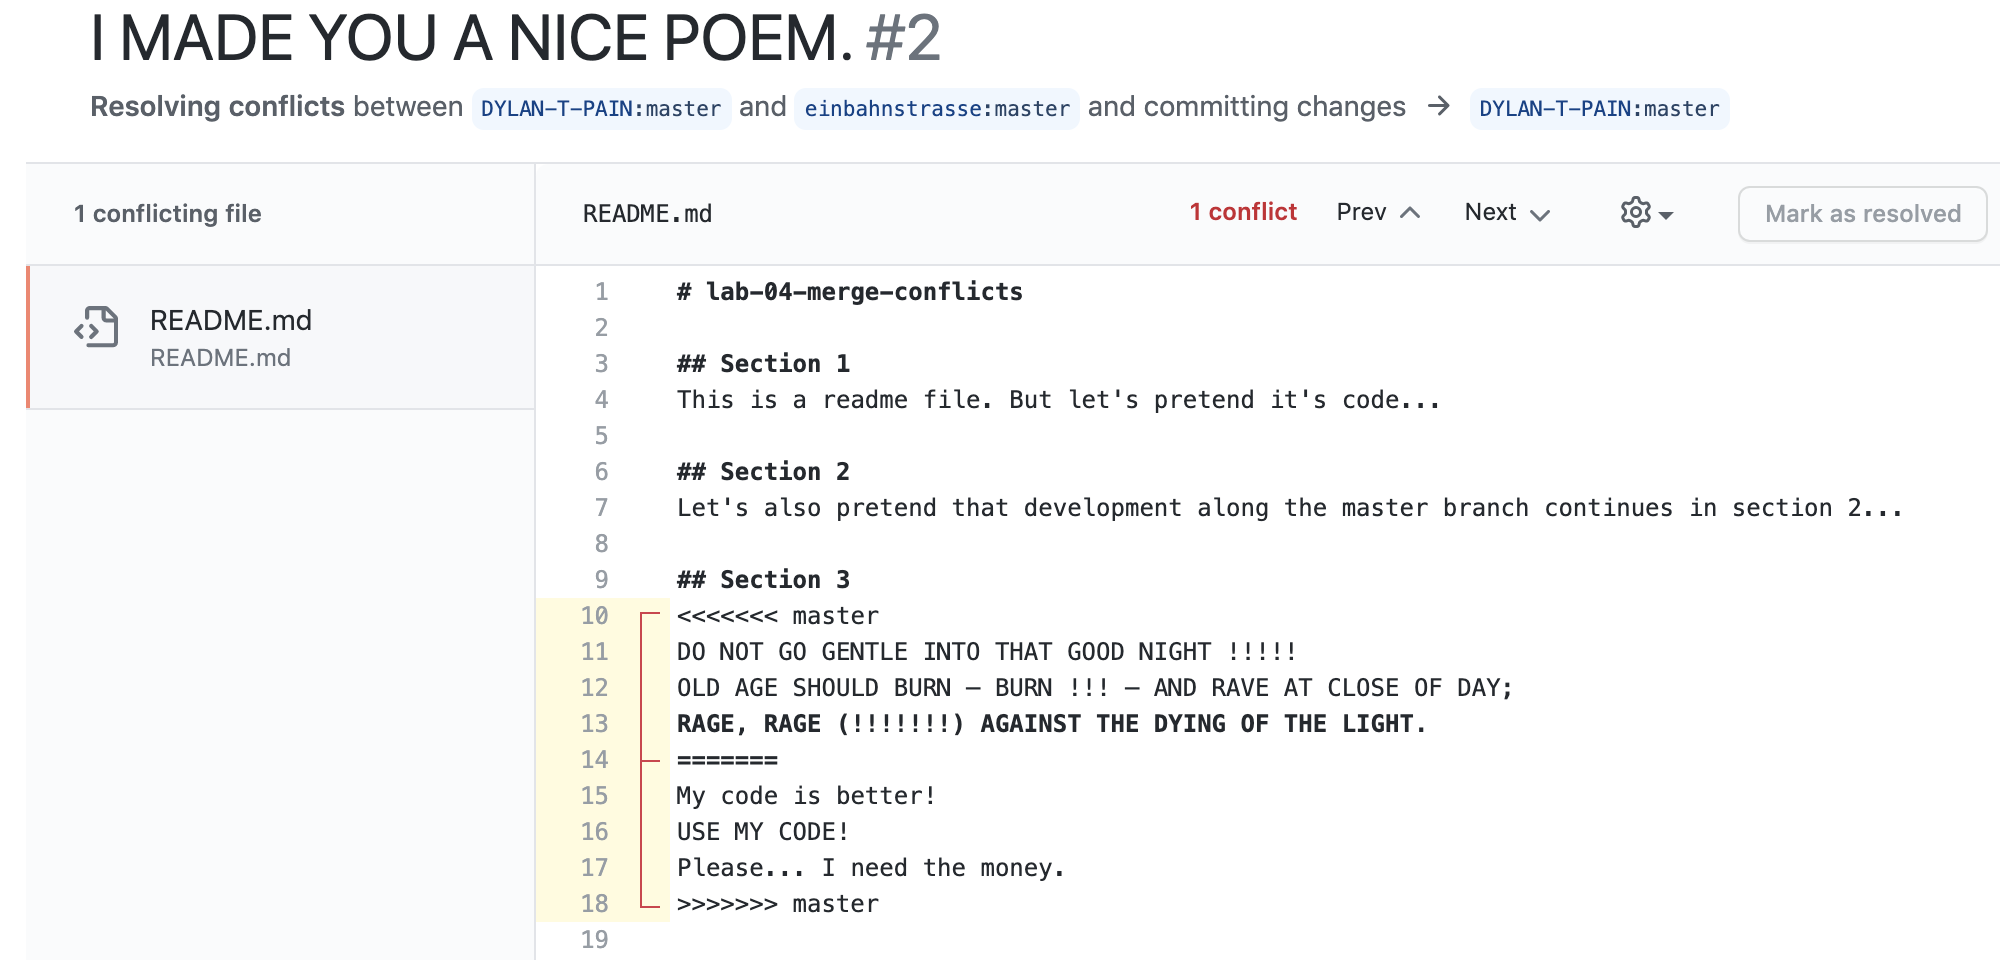 I MADE YOU A NICE POEM. #2
Resolving conflicts between DYLAN-T-PAIN:master and einbahnstrasse:master and committing changes → DYLAN-T-PAIN:master
1 conflicting file
README.md
README.md
README.md 1 conflict Prev Next Mark as resolved
1 # lab-04-merge-conflicts
2
3 ## Section 1
4 This is a readme file. But let's pretend it's code...
5
6 ## Section 2
7 Let's also pretend that development along the master branch continues in section 2...
8
9 ## Section 3
10 <<<<<<< master
11 DO NOT GO GENTLE INTO THAT GOOD NIGHT !!!!!
12 OLD AGE SHOULD BURN – BURN !!! – AND RAVE AT CLOSE OF DAY;
13 RAGE, RAGE (!!!!!!!) AGAINST THE DYING OF THE LIGHT.
14 =======
15 My code is better!
16 USE MY CODE!
17 Please... I need the money.
18 >>>>>>> master
19